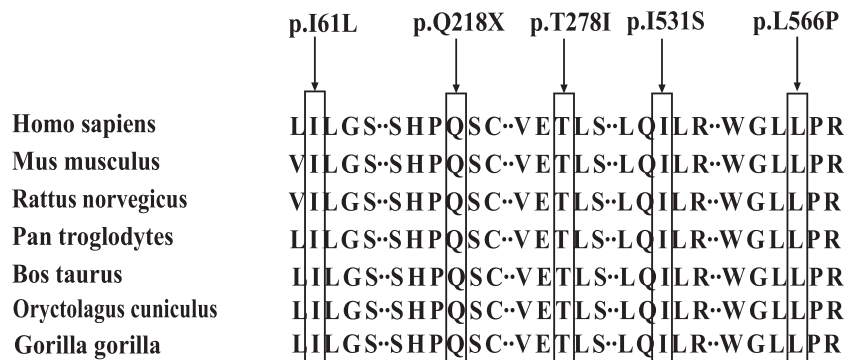 p.I61L p.Q218X p.T278I p.I531S p.L566P
Homo sapiens LILGS··SHPQSC··VETLS··LQILR··WGLLPR
Mus musculus VILGS··SHPQSC··VETLS··LQILR··WGLLPR
Rattus norvegicus VILGS··SHPQSC··VETLS··LQILR··WGLLPR
Pan troglodytes LILGS··SHPQSC··VETLS··LQILR··WGLLPR
Bos taurus LILGS··SHPQSC··VETLS··LQILR··WGLLPR
Oryctolagus cuniculus LILGS··SHPQSC··VETLS··LQILR··WGLLPR
Gorilla gorilla LILGS··SHPQSC··VETLS··LQILR··WGLLPR